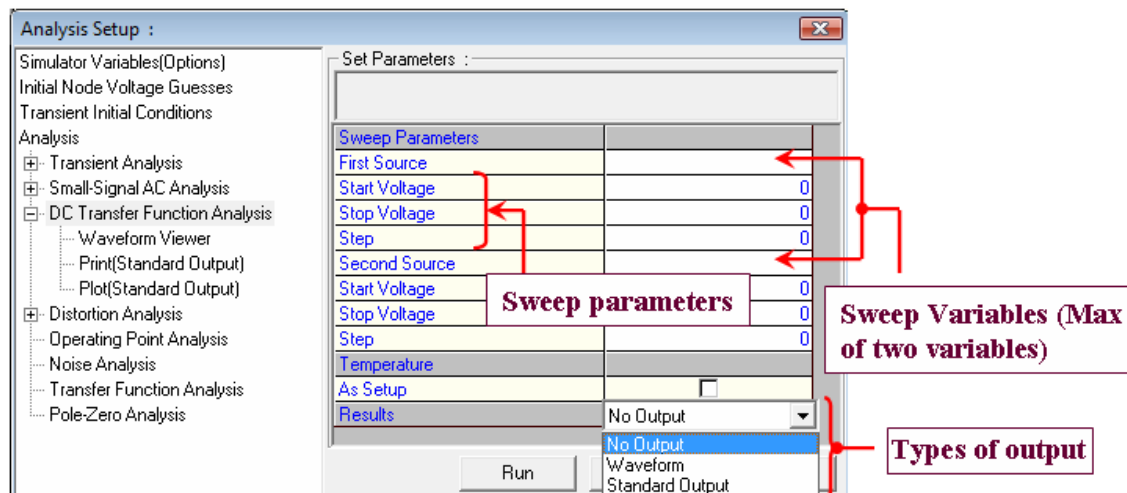 Analysis Setup :
Simulator Variables(Options)
Initial Node Voltage Guesses
Transient Initial Conditions
Analysis
Transient Analysis
Small-Signal AC Analysis
DC Transfer Function Analysis
Waveform Viewer
Print(Standard Output)
Plot(Standard Output)
Distortion Analysis
Operating Point Analysis
Noise Analysis
Transfer Function Analysis
Pole-Zero Analysis
Set Parameters :
Sweep Parameters
First Source
Start Voltage 0
Stop Voltage 0
Step 0
Second Source
Start Voltage 0
Stop Voltage 0
Step 0
Temperature
As Setup
Results No Output
No Output
Waveform
Standard Output
Run
Sweep parameters
Sweep Variables (Max
of two variables)
Types of output